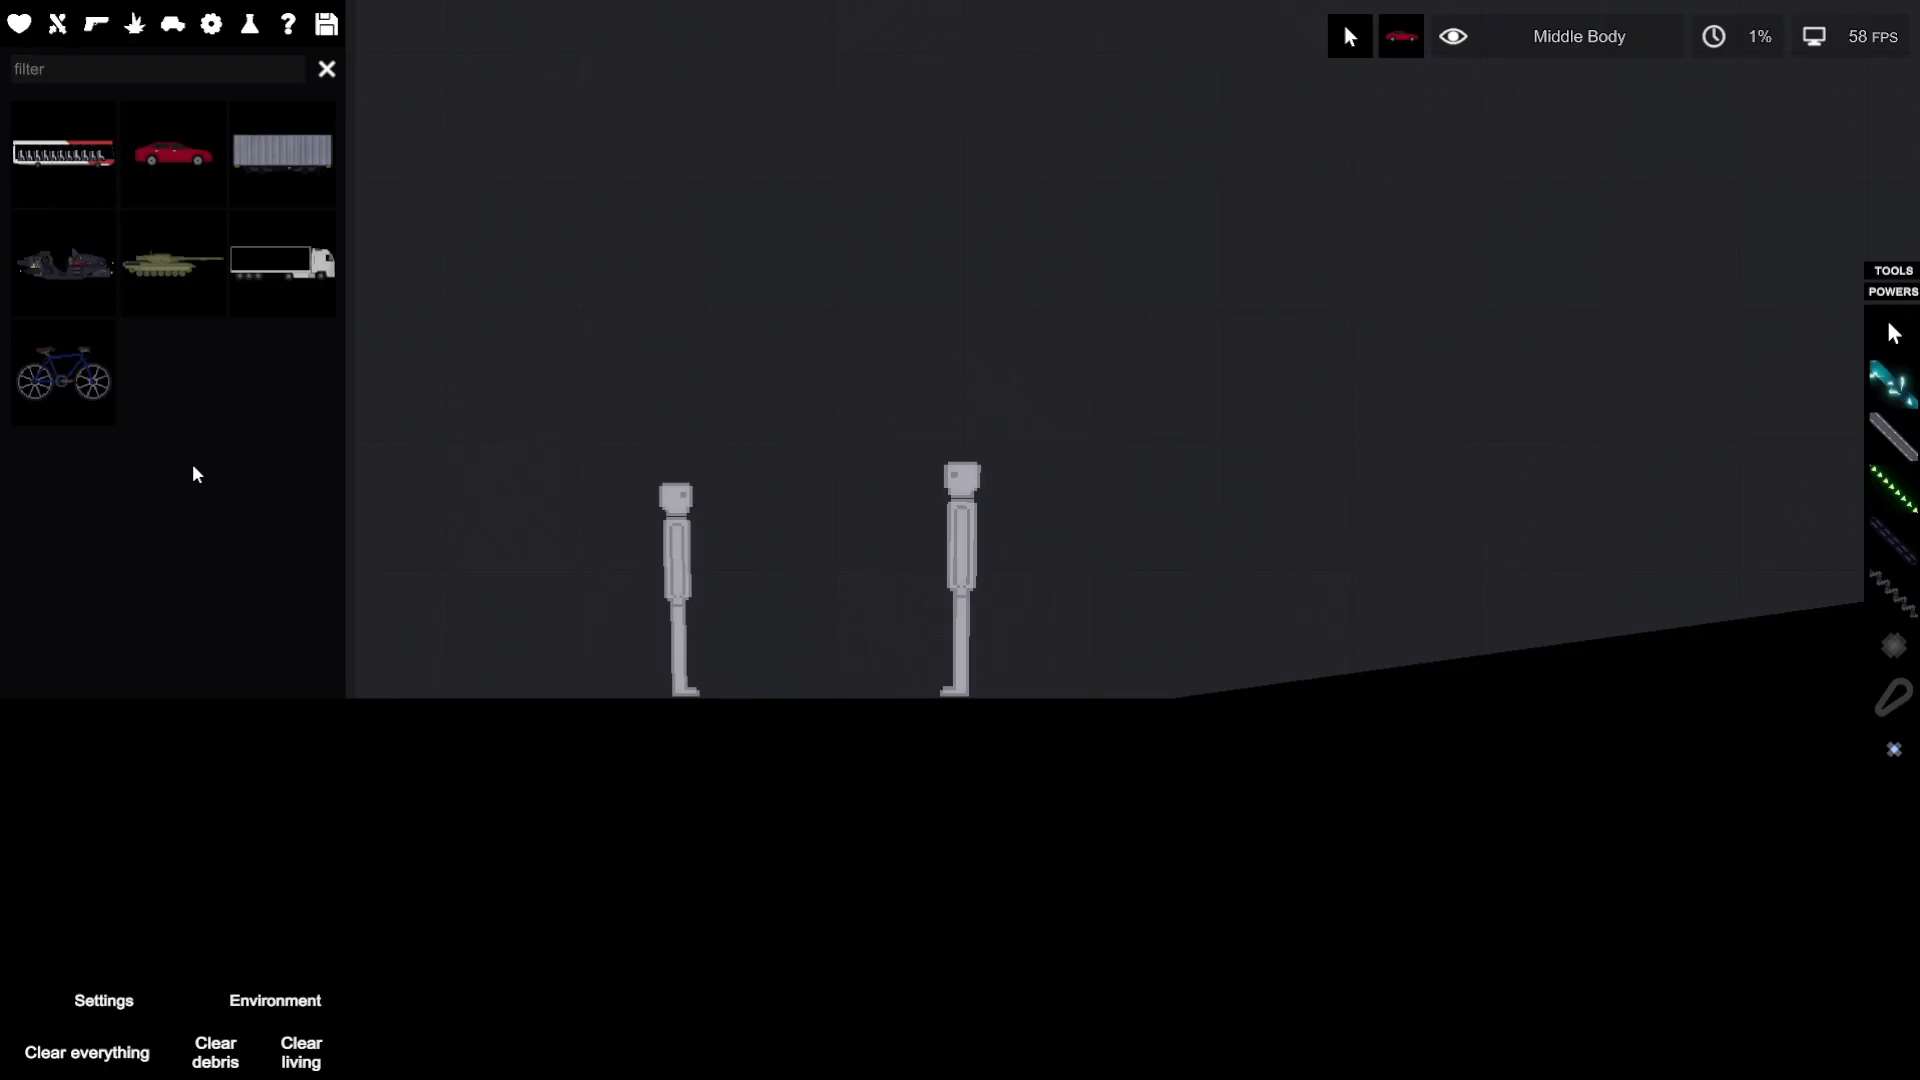 filter
Middle Body
1%
58 FPS
TOOLS
POWERS
Settings
Environment
Clear everything
Clear
debris
Clear
living